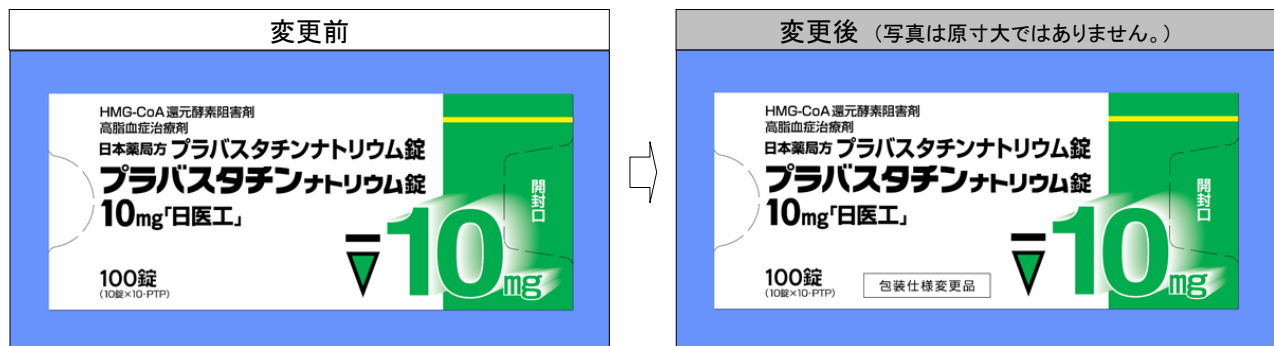 変更前
HMG-CoA還元酵素阻害剤
高脂血症治療剤
日本薬局方 プラバスタチンナトリウム錠
プラバスタチンナトリウム錠
10mg「日医工」
開封口
10mg
100錠
(10錠×10-PTP)
変更後 (写真は原寸大ではありません。)
HMG-CoA還元酵素阻害剤
高脂血症治療剤
日本薬局方 プラバスタチンナトリウム錠
プラバスタチンナトリウム錠
10mg「日医工」
開封口
10mg
100錠
(10錠×10-PTP)
包装仕様変更品